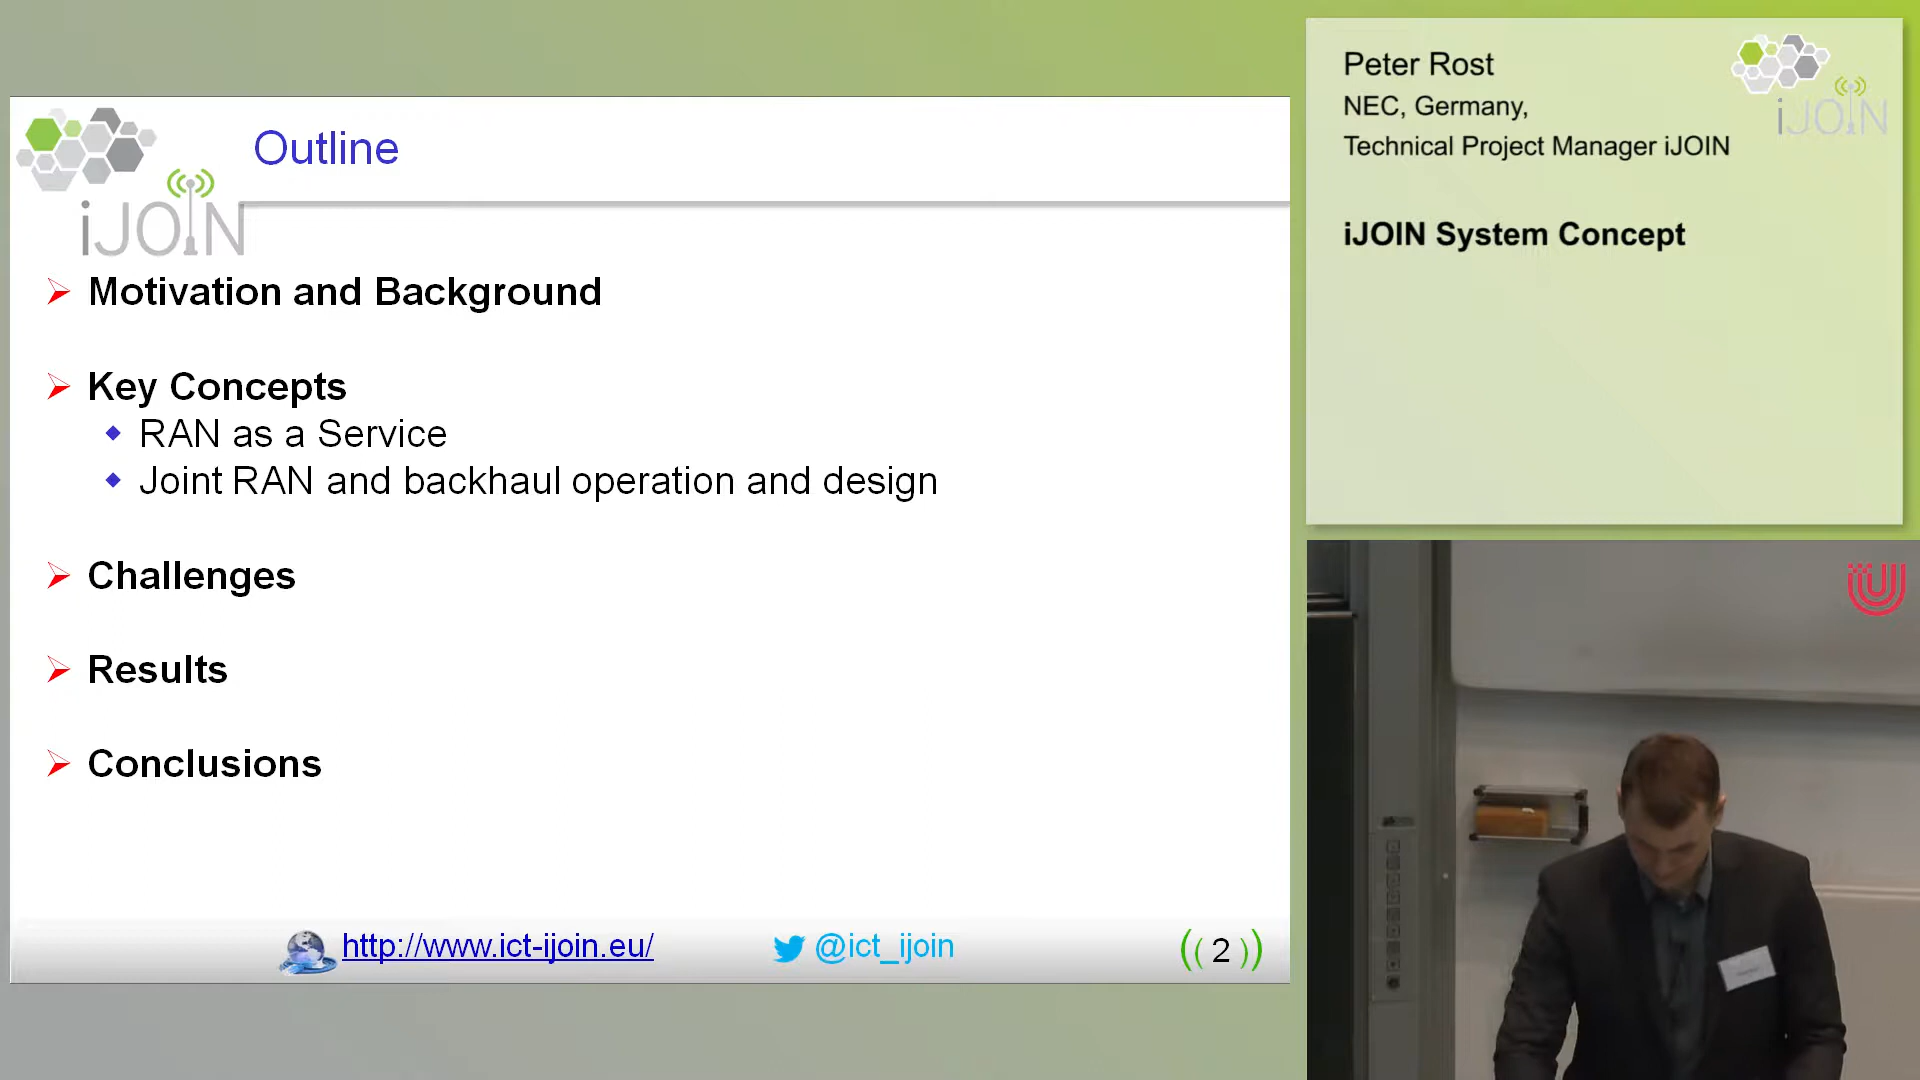 iJOIN
Outline
Motivation and Background
Key Concepts
RAN as a Service
Joint RAN and backhaul operation and design
Challenges
Results
Conclusions
http://www.ict-ijoin.eu/
@ict_ijoin
((2))
Peter Rost
NEC, Germany,
Technical Project Manager iJOIN
iJOIN
iJOIN System Concept